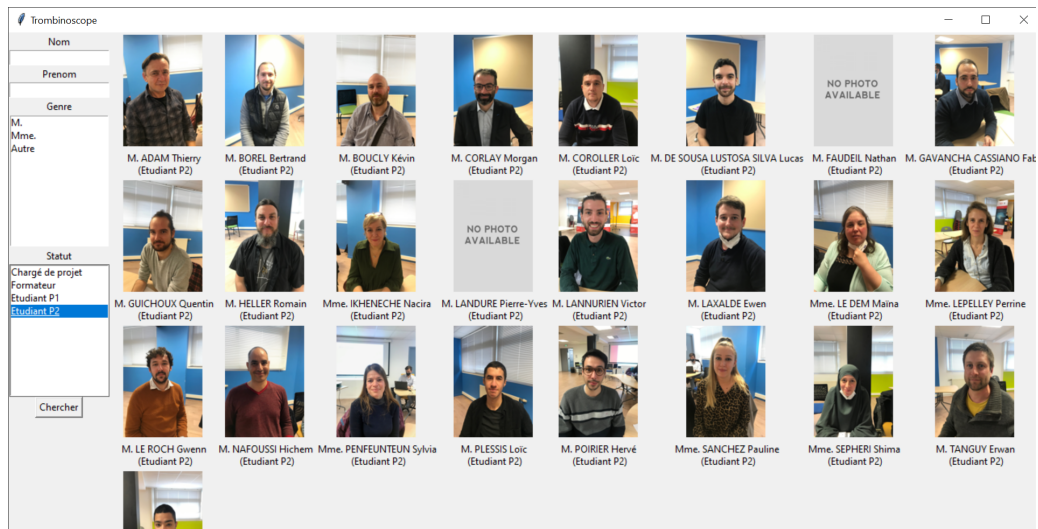 Trombinoscope
Nom
Prenom
Genre
M.
Mme.
Autre
Statut
Chargé de projet
Formateur
Etudiant P1
Etudiant P2
Chercher
NO PHOTO
AVAILABLE
M. ADAM Thierry
(Etudiant P2)
M. BOREL Bertrand
(Etudiant P2)
M. BOUCLY Kévin
(Etudiant P2)
M. CORLAY Morgan
(Etudiant P2)
M. COROLLER Loïc
(Etudiant P2)
M. DE SOUSA LUSTOSA SILVA Lucas
(Etudiant P2)
M. FAUDEIL Nathan
(Etudiant P2)
M. GAVANCHA CASSIANO Fab
(Etudiant P2)
NO PHOTO
AVAILABLE
M. GUICHOUX Quentin
(Etudiant P2)
M. HELLER Romain
(Etudiant P2)
Mme. IKHENECHE Nacira
(Etudiant P2)
M. LANDURE Pierre-Yves
(Etudiant P2)
M. LANNURIEN Victor
(Etudiant P2)
M. LAXALDE Ewen
(Etudiant P2)
Mme. LE DEM Maïna
(Etudiant P2)
Mme. LEPELLEY Perrine
(Etudiant P2)
M. LE ROCH Gwenn
(Etudiant P2)
M. NAFOUSSI Hichem
(Etudiant P2)
Mme. PENFEUNTEUN Sylvia
(Etudiant P2)
M. PLESSIS Loïc
(Etudiant P2)
M. POIRIER Hervé
(Etudiant P2)
Mme. SANCHEZ Pauline
(Etudiant P2)
Mme. SEPHERI Shima
(Etudiant P2)
M. TANGUY Erwan
(Etudiant P2)